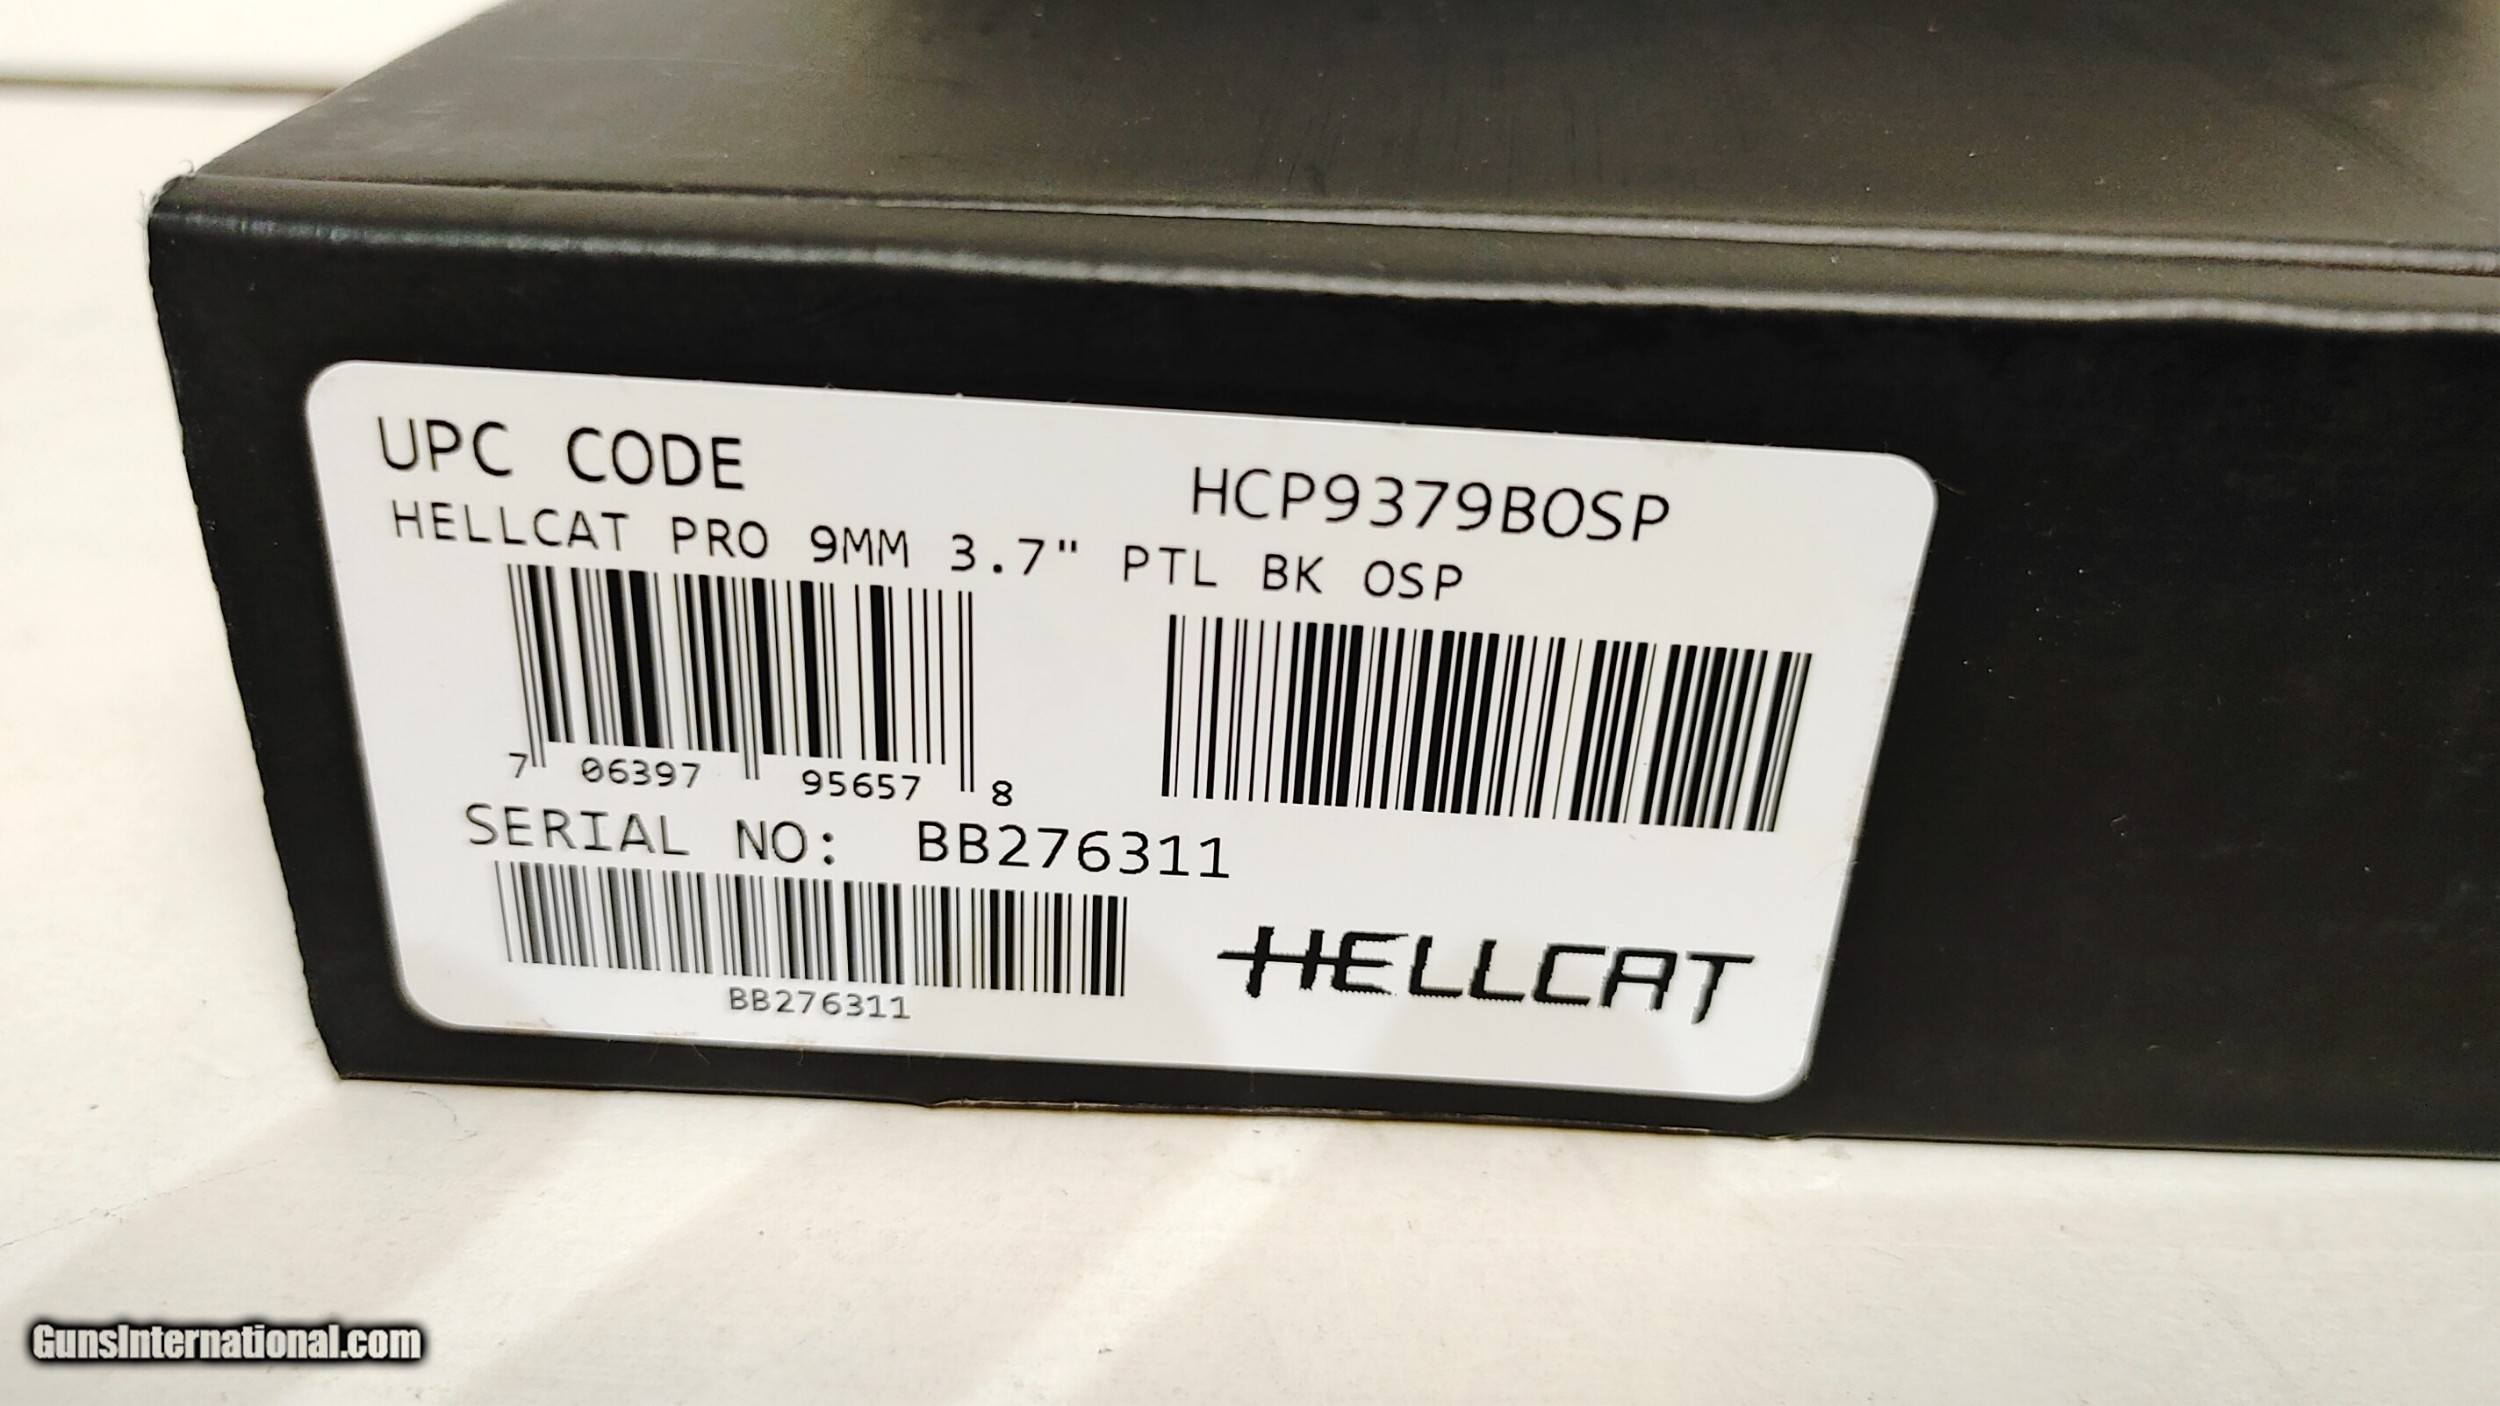 UPC CODE
HCP9379BOSP
HELLCAT PRO 9MM 3.7" PTL BK OSP
7 06397 95657 8
SERIAL NO: BB276311
BB276311
HELLCAT
GunsInternational.com